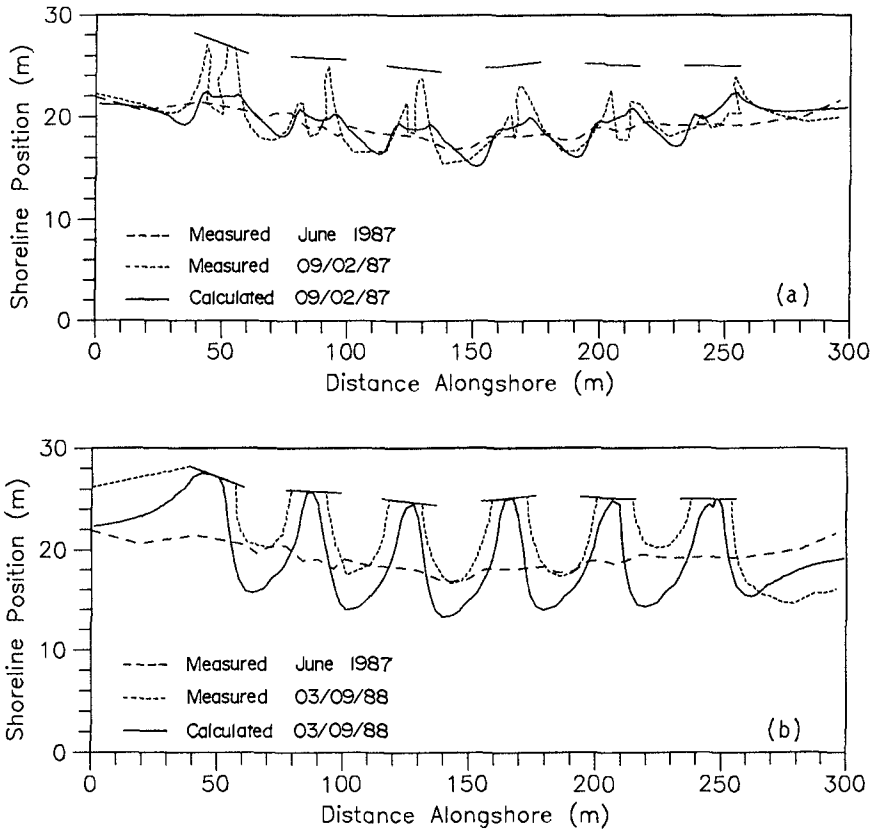 30
20
10
0
Shoreline Position (m)
Measured June 1987
Measured 09/02/87
Calculated 09/02/87
(a)
0 50 100 150 200 250 300
Distance Alongshore (m)
30
20
10
0
Shoreline Position (m)
Measured June 1987
Measured 03/09/88
Calculated 03/09/88
(b)
0 50 100 150 200 250 300
Distance Alongshore (m)